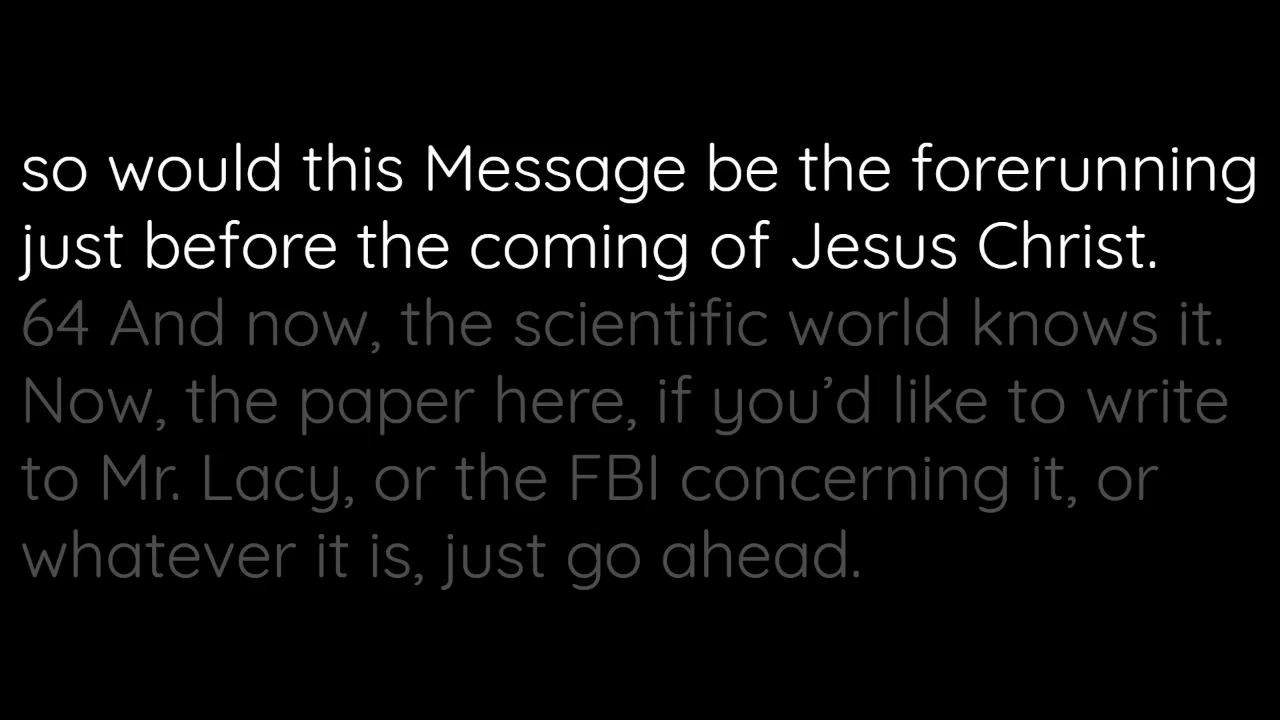 so would this Message be the forerunning
just before the coming of Jesus Christ.
64 And now, the scientific world knows it.
Now, the paper here, if you’d like to write
to Mr. Lacy, or the FBI concerning it, or
whatever it is, just go ahead.